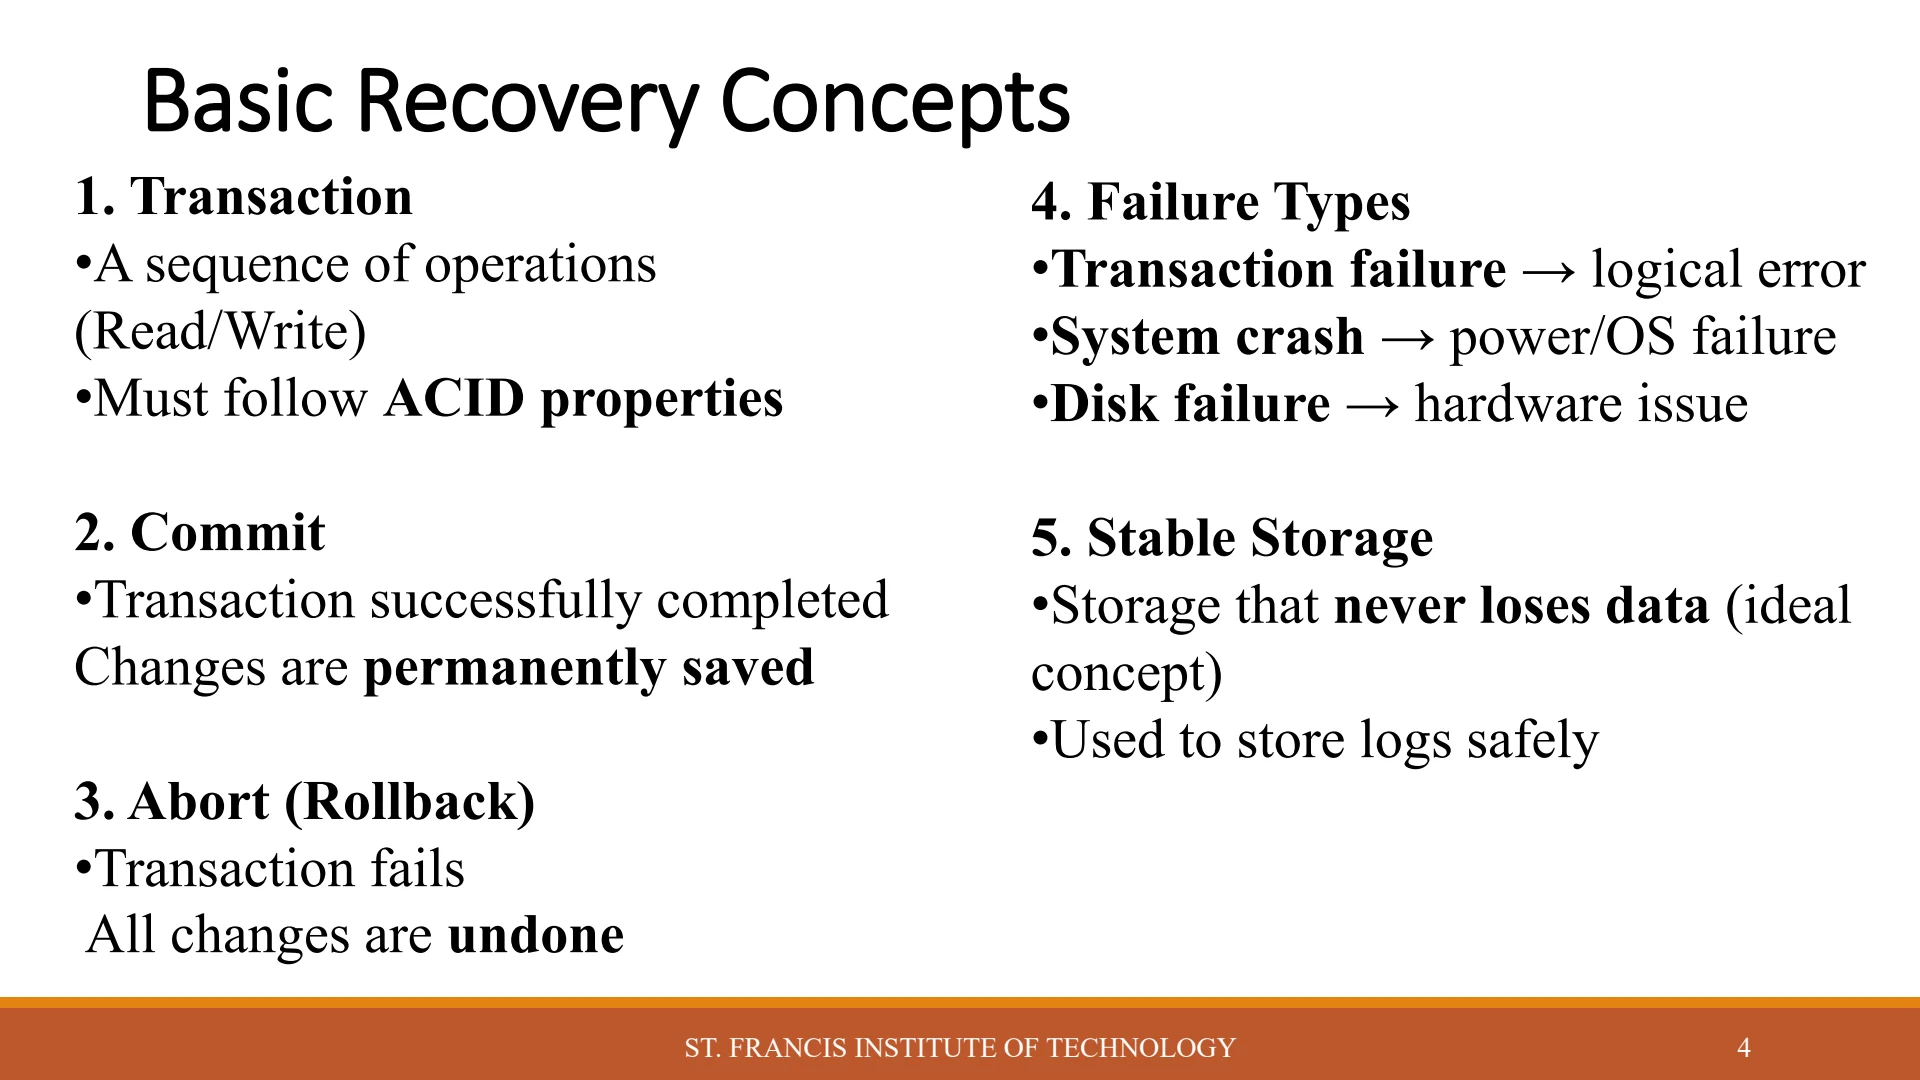 Basic Recovery Concepts
1. Transaction
•A sequence of operations
(Read/Write)
•Must follow ACID properties
2. Commit
•Transaction successfully completed
Changes are permanently saved
3. Abort (Rollback)
•Transaction fails
All changes are undone
4. Failure Types
•Transaction failure → logical error
•System crash → power/OS failure
•Disk failure → hardware issue
5. Stable Storage
•Storage that never loses data (ideal
concept)
•Used to store logs safely
ST. FRANCIS INSTITUTE OF TECHNOLOGY
4